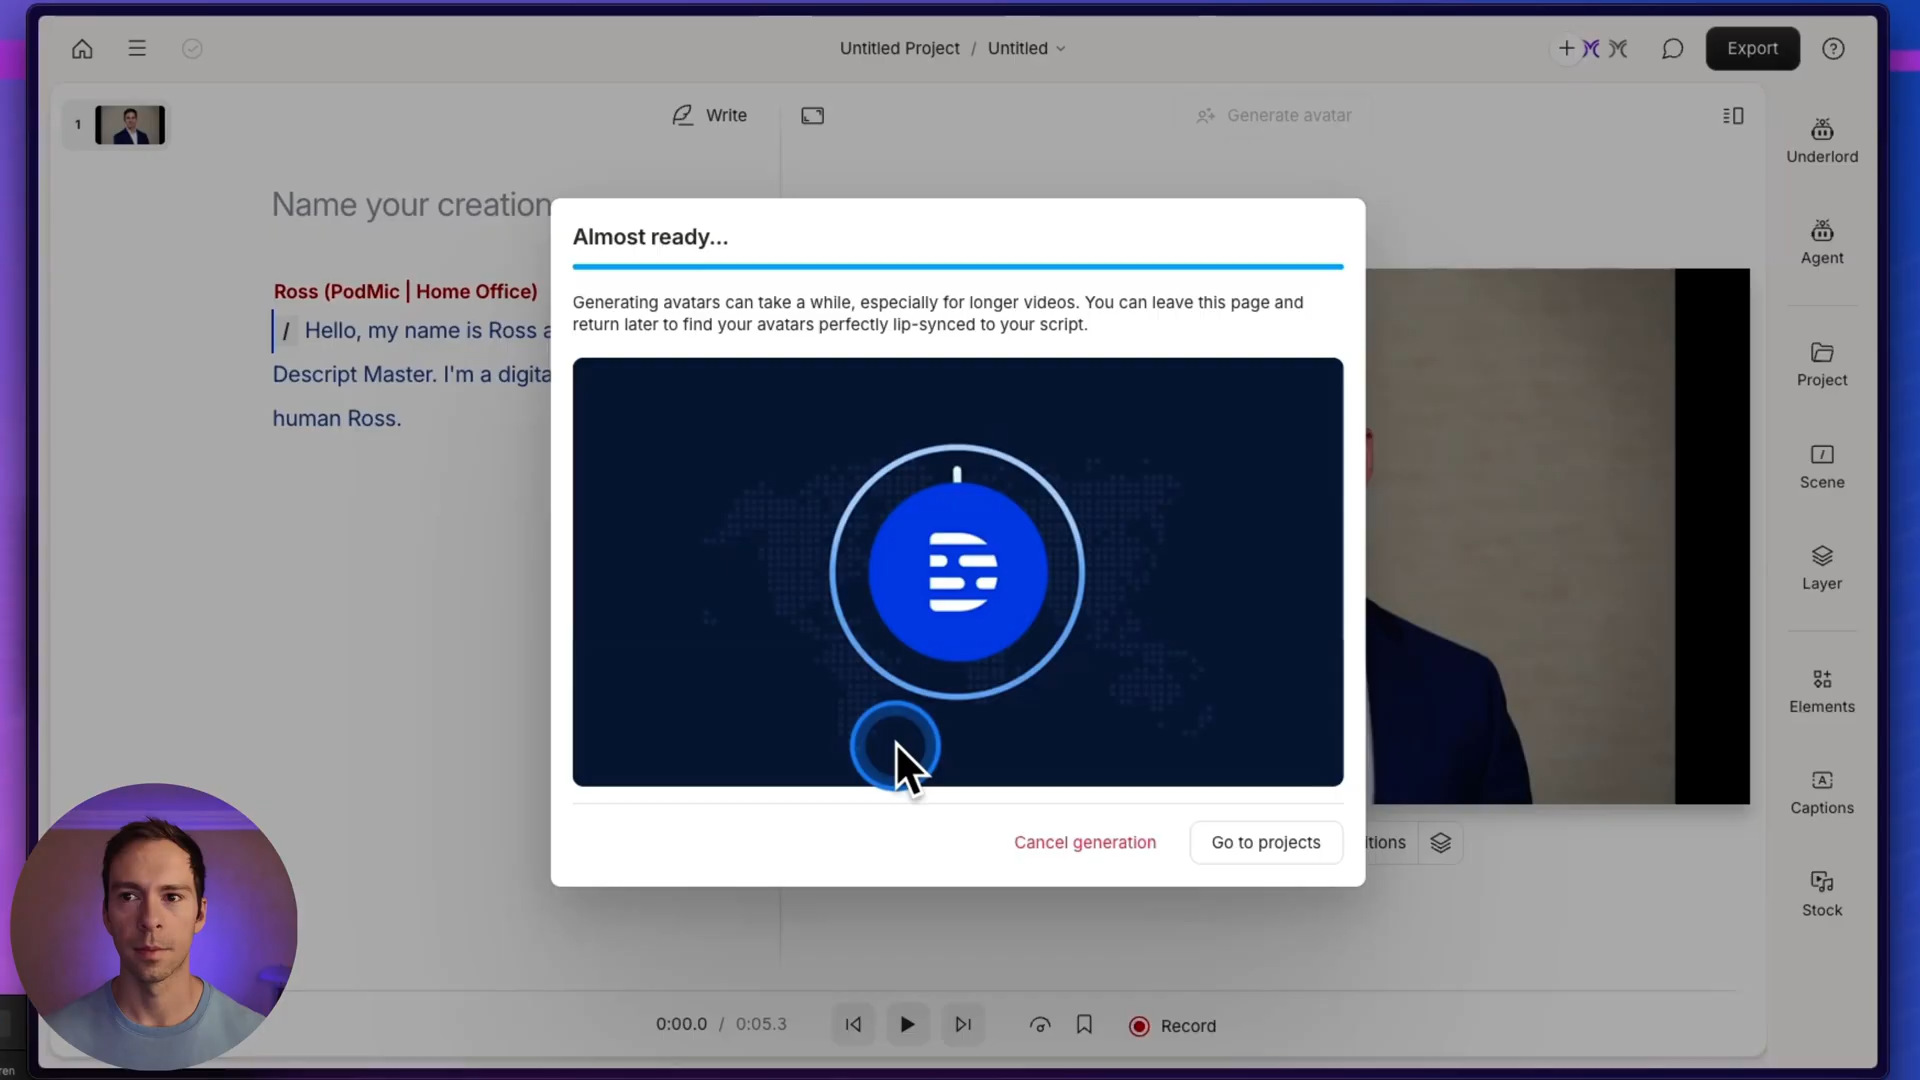 Untitled Project / Untitled
Export
1
Write
Generate avatar
Name your creation
Ross (PodMic | Home Office)
/ Hello, my name is Ross a
Descript Master. I'm a digita
human Ross.
Almost ready...
Generating avatars can take a while, especially for longer videos. You can leave this page and
return later to find your avatars perfectly lip-synced to your script.
Cancel generation
Go to projects
itions
0:00.0 / 0:05.3
Record
Underlord
Agent
Project
Scene
Layer
Elements
Captions
Stock
ren